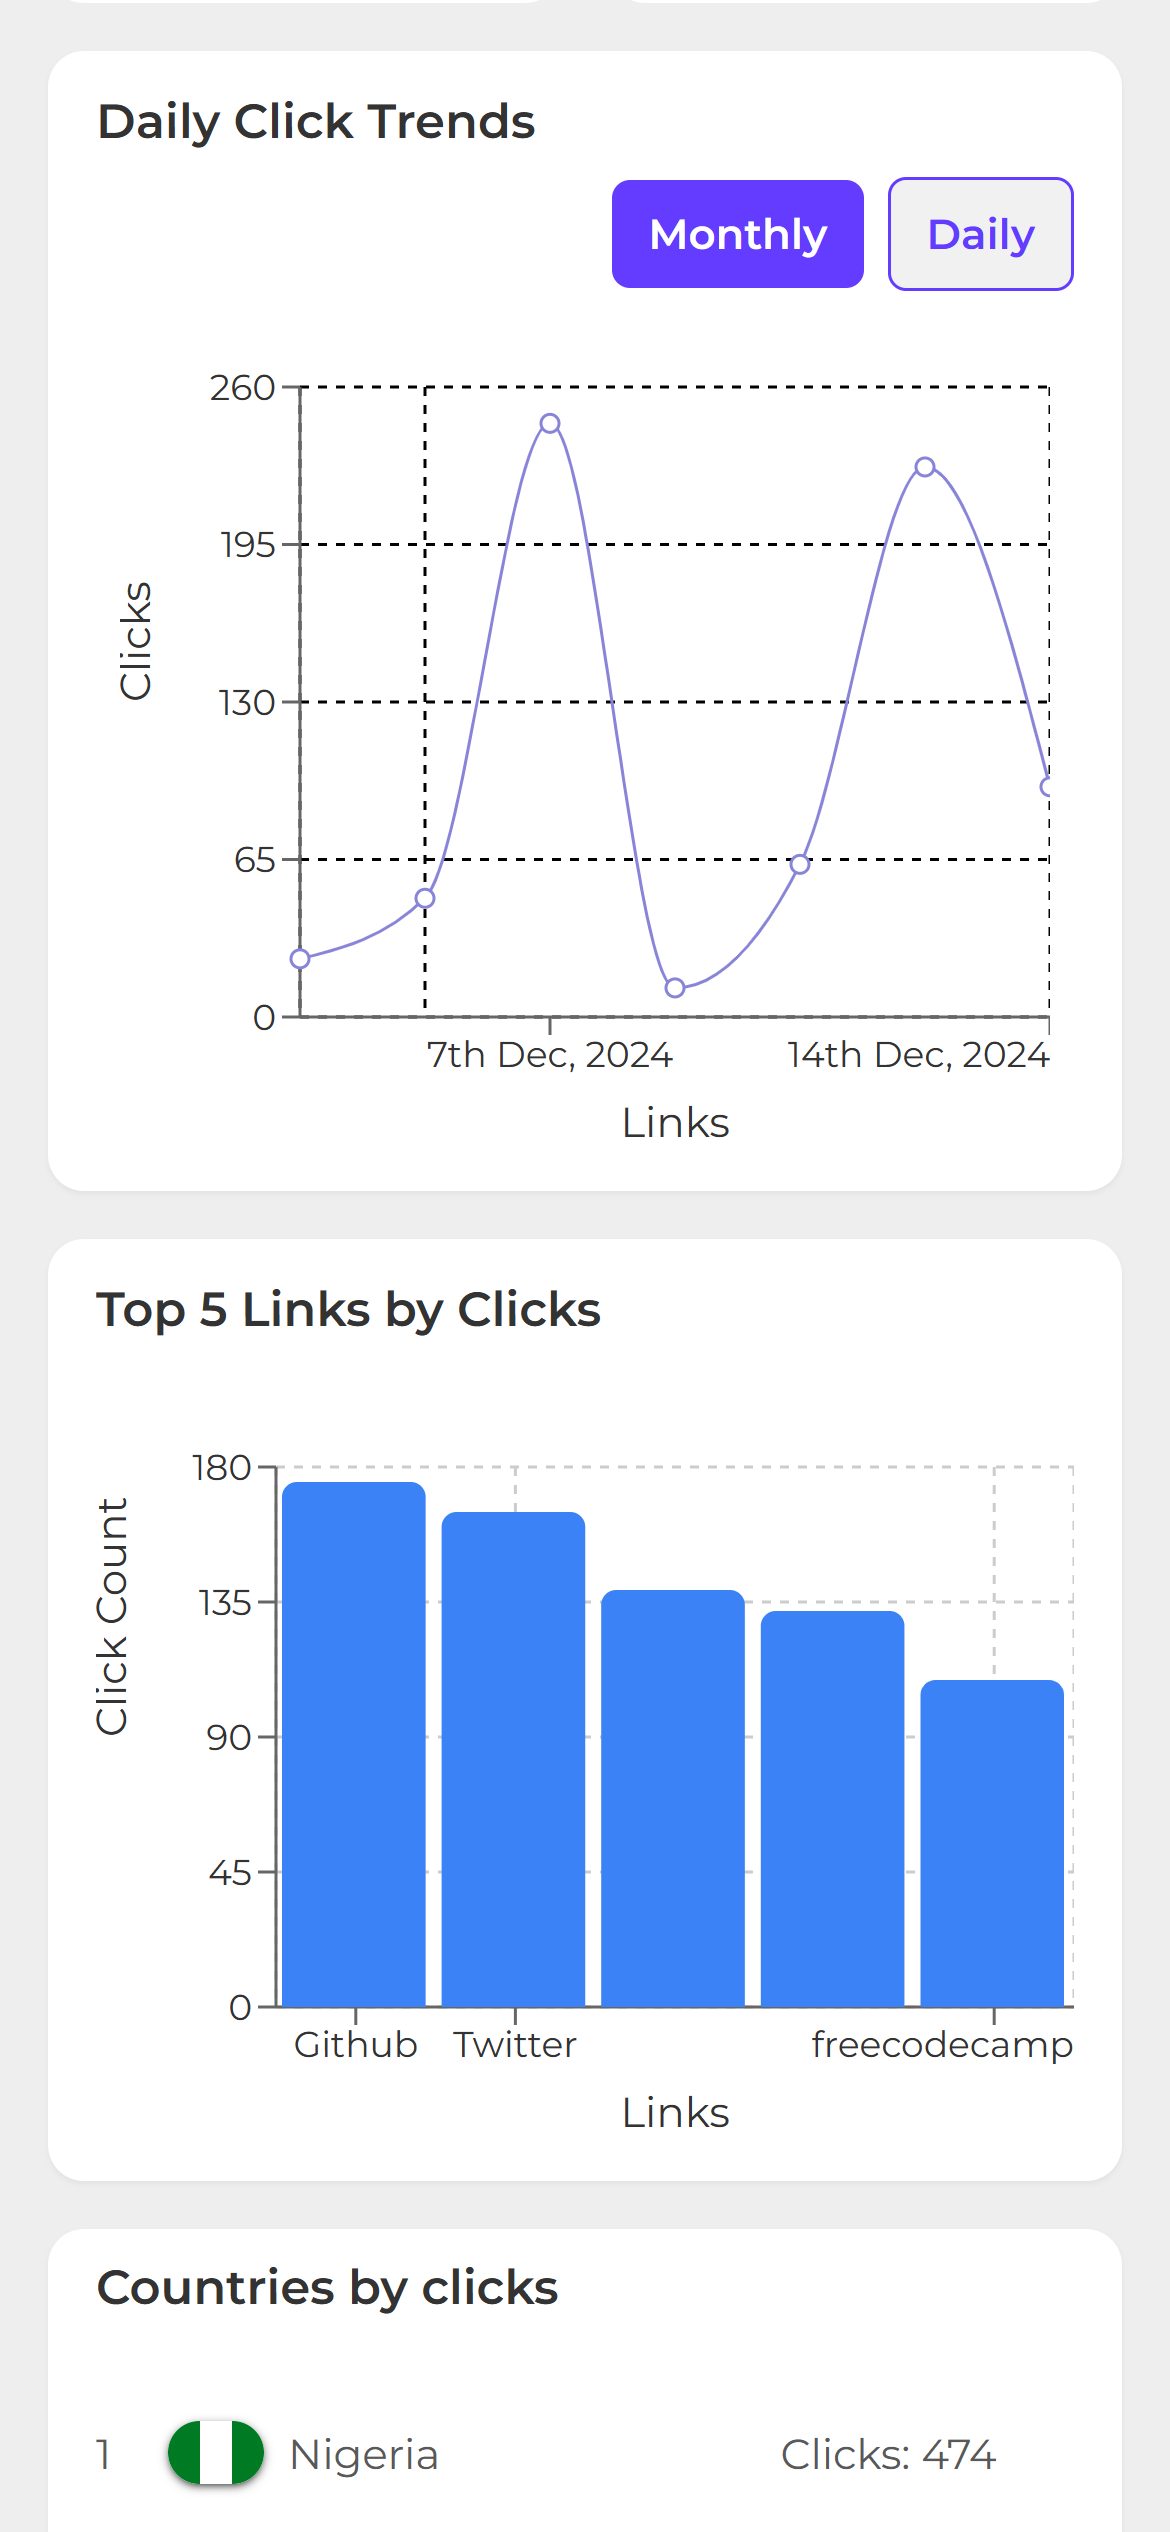 Daily Click Trends
Monthly
Daily
260
195
130
65
0
Clicks
7th Dec, 2024
14th Dec, 2024
Links
Top 5 Links by Clicks
180
135
90
45
0
Click Count
Github
Twitter
freecodecamp
Links
Countries by clicks
1 Nigeria Clicks: 474